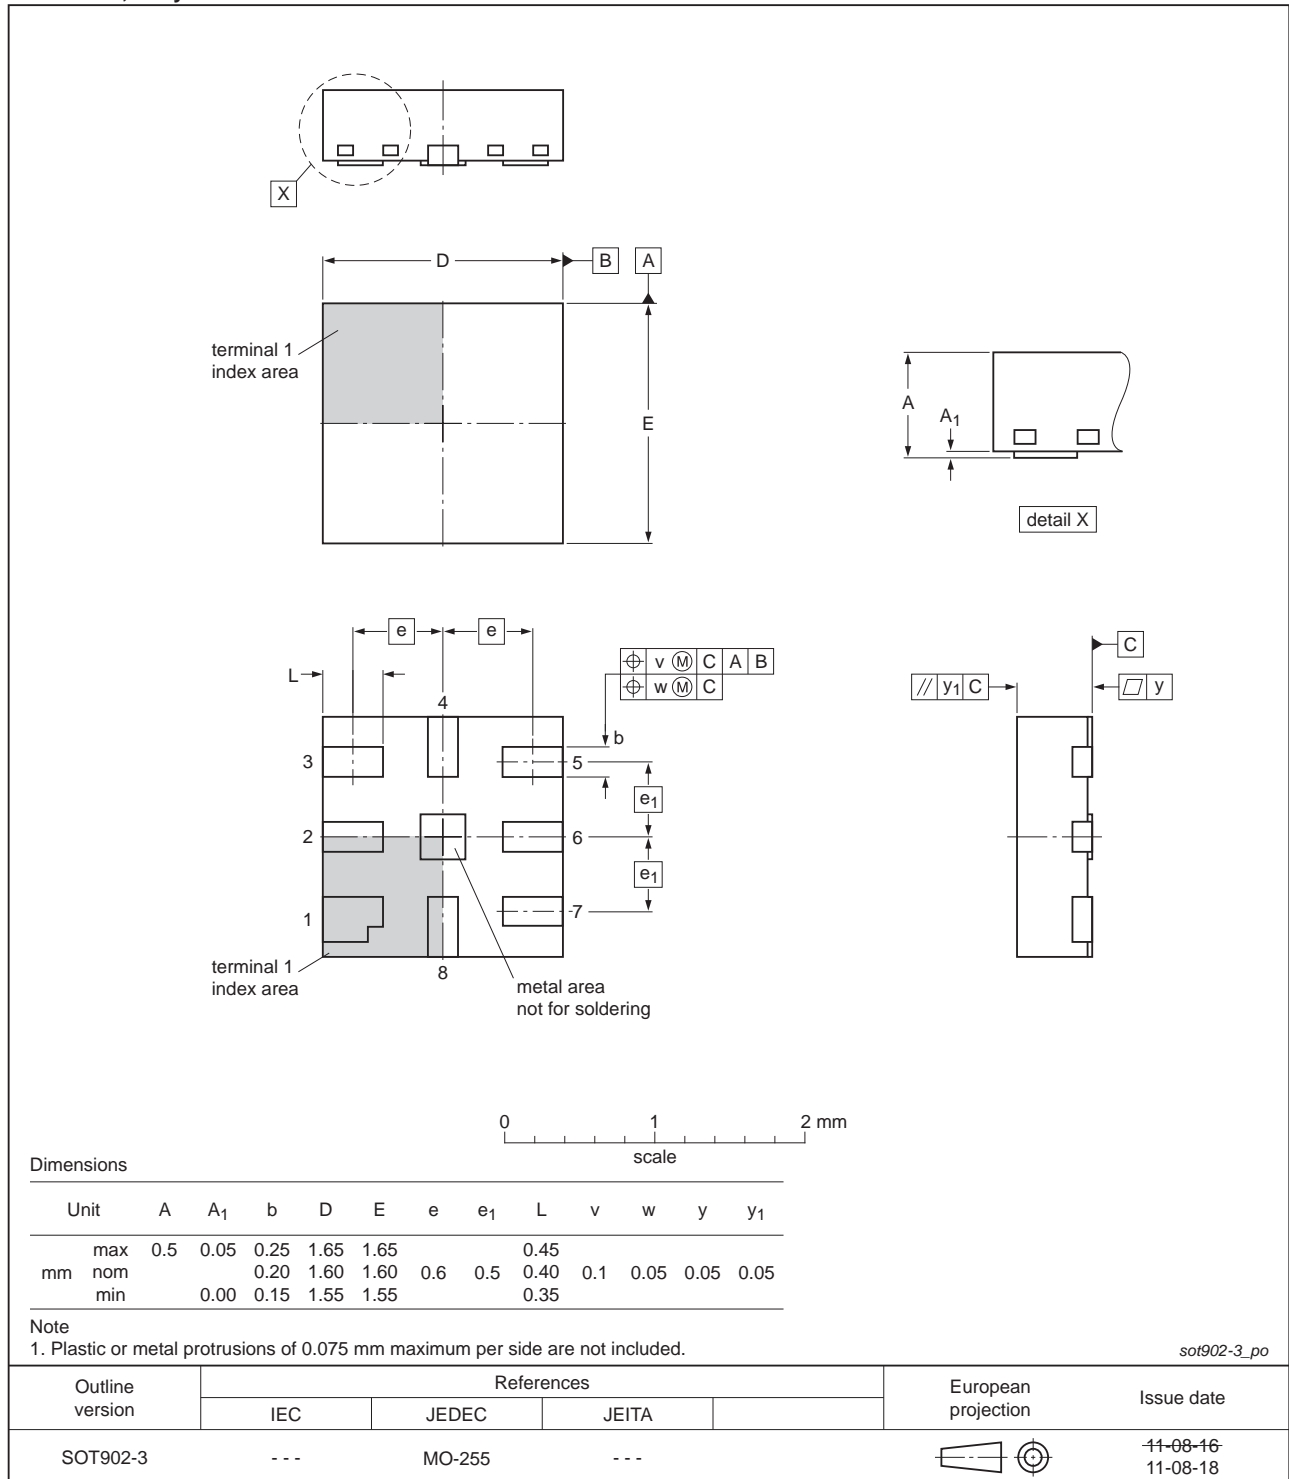 X
D
B
A
terminal 1
index area
E
A
A1
detail X
e
e
L
v M C A B
w M C
C
// y1 C
y
4
b
3
5
e1
2
6
e1
1
7
terminal 1
index area
8
metal area
not for soldering
0 1 2 mm
scale
Dimensions
Unit A A1 b D E e e1 L v w y y1
max 0.5 0.05 0.25 1.65 1.65 0.45
mm nom 0.20 1.60 1.60 0.6 0.5 0.40 0.1 0.05 0.05 0.05
min 0.00 0.15 1.55 1.55 0.35
Note
1. Plastic or metal protrusions of 0.075 mm maximum per side are not included.
sot902-3_po
Outline version References European projection Issue date
IEC JEDEC JEITA
SOT902-3 - - - MO-255 - - - 11-08-16
11-08-18